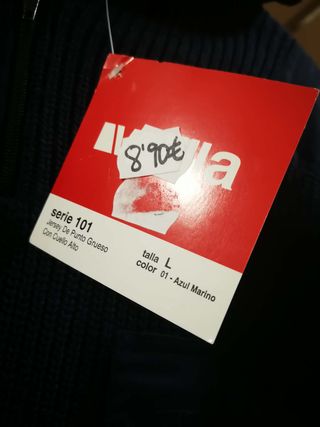 8'90€
serie 101
Jersey De Punto Grueso
Con Cuello Alto
talla L
color 01 - Azul Marino